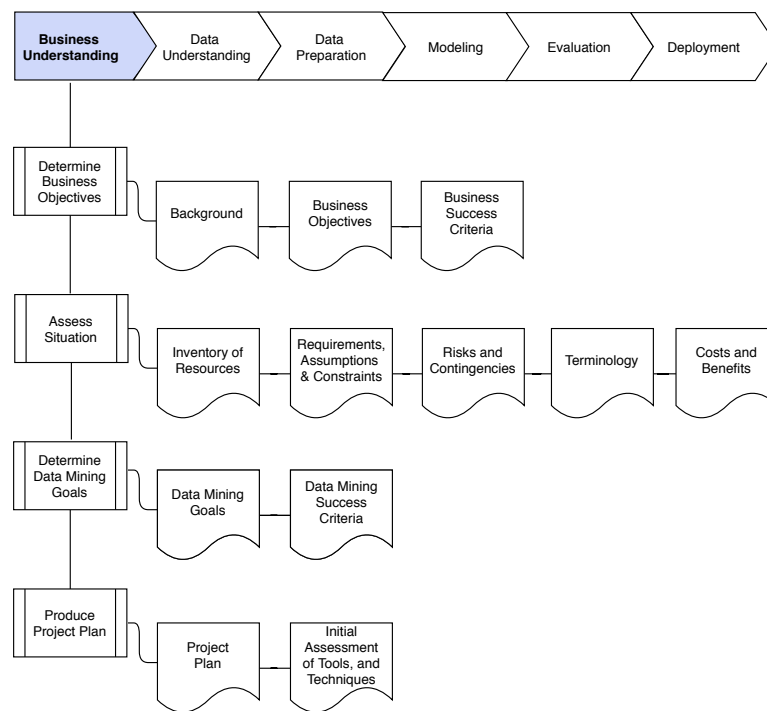 Business
Understanding
Data
Understanding
Data
Preparation
Modeling
Evaluation
Deployment
Determine
Business
Objectives
Background
Business
Objectives
Business
Success
Criteria
Assess
Situation
Inventory of
Resources
Requirements,
Assumptions
& Constraints
Risks and
Contingencies
Terminology
Costs and
Benefits
Determine
Data Mining
Goals
Data Mining
Goals
Data Mining
Success
Criteria
Produce
Project Plan
Project
Plan
Initial
Assessment
of Tools, and
Techniques